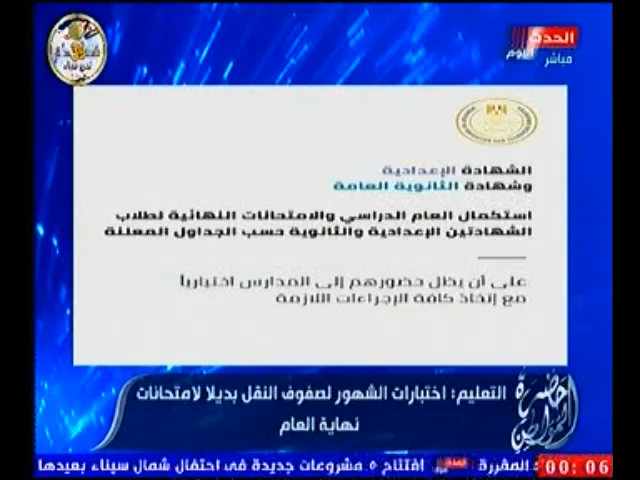 الحدث
اليوم
مباشر
الشهادة الإعدادية
وشهادة الثانوية العامة
استكمال العام الدراسي والامتحانات النهائية لطلاب
الشهادتين الإعدادية والثانوية حسب الجداول المعلنة
على أن يظل حضورهم إلى المدارس اختيارياً
مع إتخاذ كافة الإجراءات اللازمة
التعليم: اختبارات الشهور لصفوف النقل بديلا لامتحانات
نهاية العام
حضرة
المواطن
المقررة
افتتاح ٥ مشروعات جديدة في احتفال شمال سيناء بعيدها
00:06